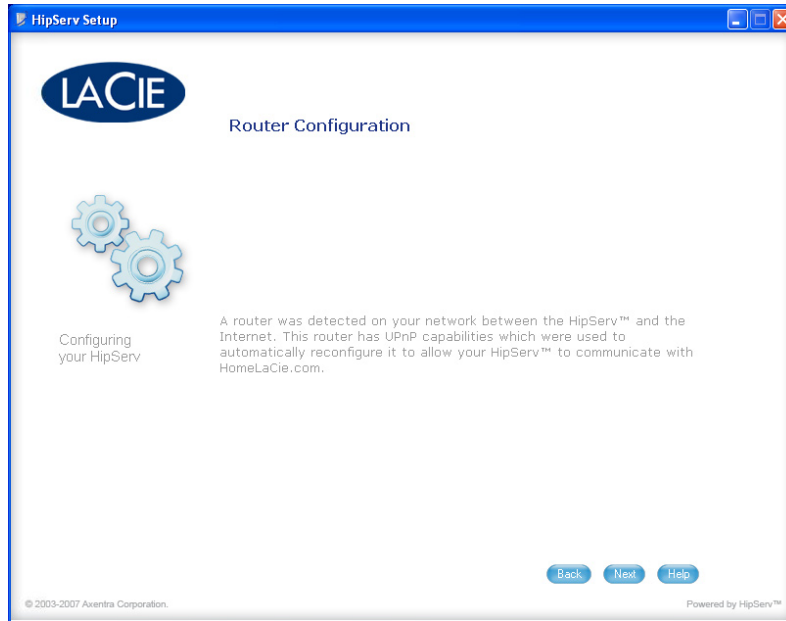 HipServ Setup
LACIE
Router Configuration
Configuring
your HipServ
A router was detected on your network between the HipServ™ and the
Internet. This router has UPnP capabilities which were used to
automatically reconfigure it to allow your HipServ™ to communicate with
HomeLaCie.com.
Back Next Help
© 2003-2007 Axentra Corporation.
Powered by HipServ™